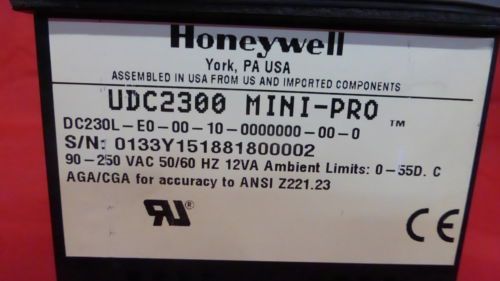 Honeywell
York, PA USA
ASSEMBLED IN USA FROM US AND IMPORTED COMPONENTS
UDC2300 MINI-PRO ™
DC230L-E0-00-10-0000000-00-0
S/N: 0133Y151881800002
90-250 VAC 50/60 HZ 12VA Ambient Limits: 0-55D. C
AGA/CGA for accuracy to ANSI Z221.23
RU
CE